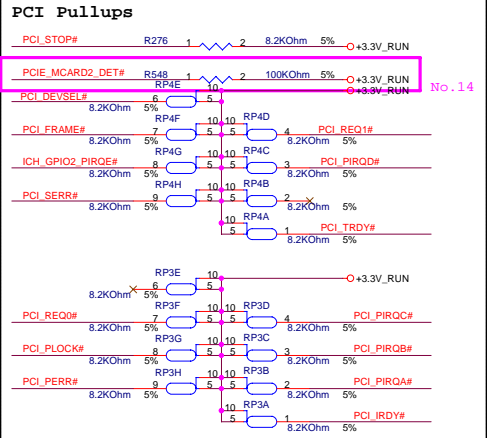 PCI Pullups
PCI_STOP# R276 1 2 8.2KOhm 5% +3.3V_RUN
PCIE_MCARD2_DET# R548 1 2 100KOhm 5% +3.3V_RUN
No.14
RP4E 10 +3.3V_RUN
PCI_DEVSEL# 6 5
8.2KOhm 5%
RP4F 10 10 RP4D
PCI_FRAME# 7 5 5 4 PCI_REQ1#
8.2KOhm 5% 8.2KOhm 5%
RP4G 10 10 RP4C
ICH_GPIO2_PIRQE# 8 5 5 3 PCI_PIRQD#
8.2KOhm 5% 8.2KOhm 5%
RP4H 10 10 RP4B
PCI_SERR# 9 5 5 2
8.2KOhm 5% 8.2KOhm 5%
10 RP4A
5 1 PCI_TRDY#
8.2KOhm 5%
RP3E 10 +3.3V_RUN
6 5
8.2KOhm 5%
RP3F 10 10 RP3D
PCI_REQ0# 7 5 5 4 PCI_PIRQC#
8.2KOhm 5% 8.2KOhm 5%
RP3G 10 10 RP3C
PCI_PLOCK# 8 5 5 3 PCI_PIRQB#
8.2KOhm 5% 8.2KOhm 5%
RP3H 10 10 RP3B
PCI_PERR# 9 5 5 2 PCI_PIRQA#
8.2KOhm 5% 8.2KOhm 5%
10 RP3A
5 1 PCI_IRDY#
8.2KOhm 5%